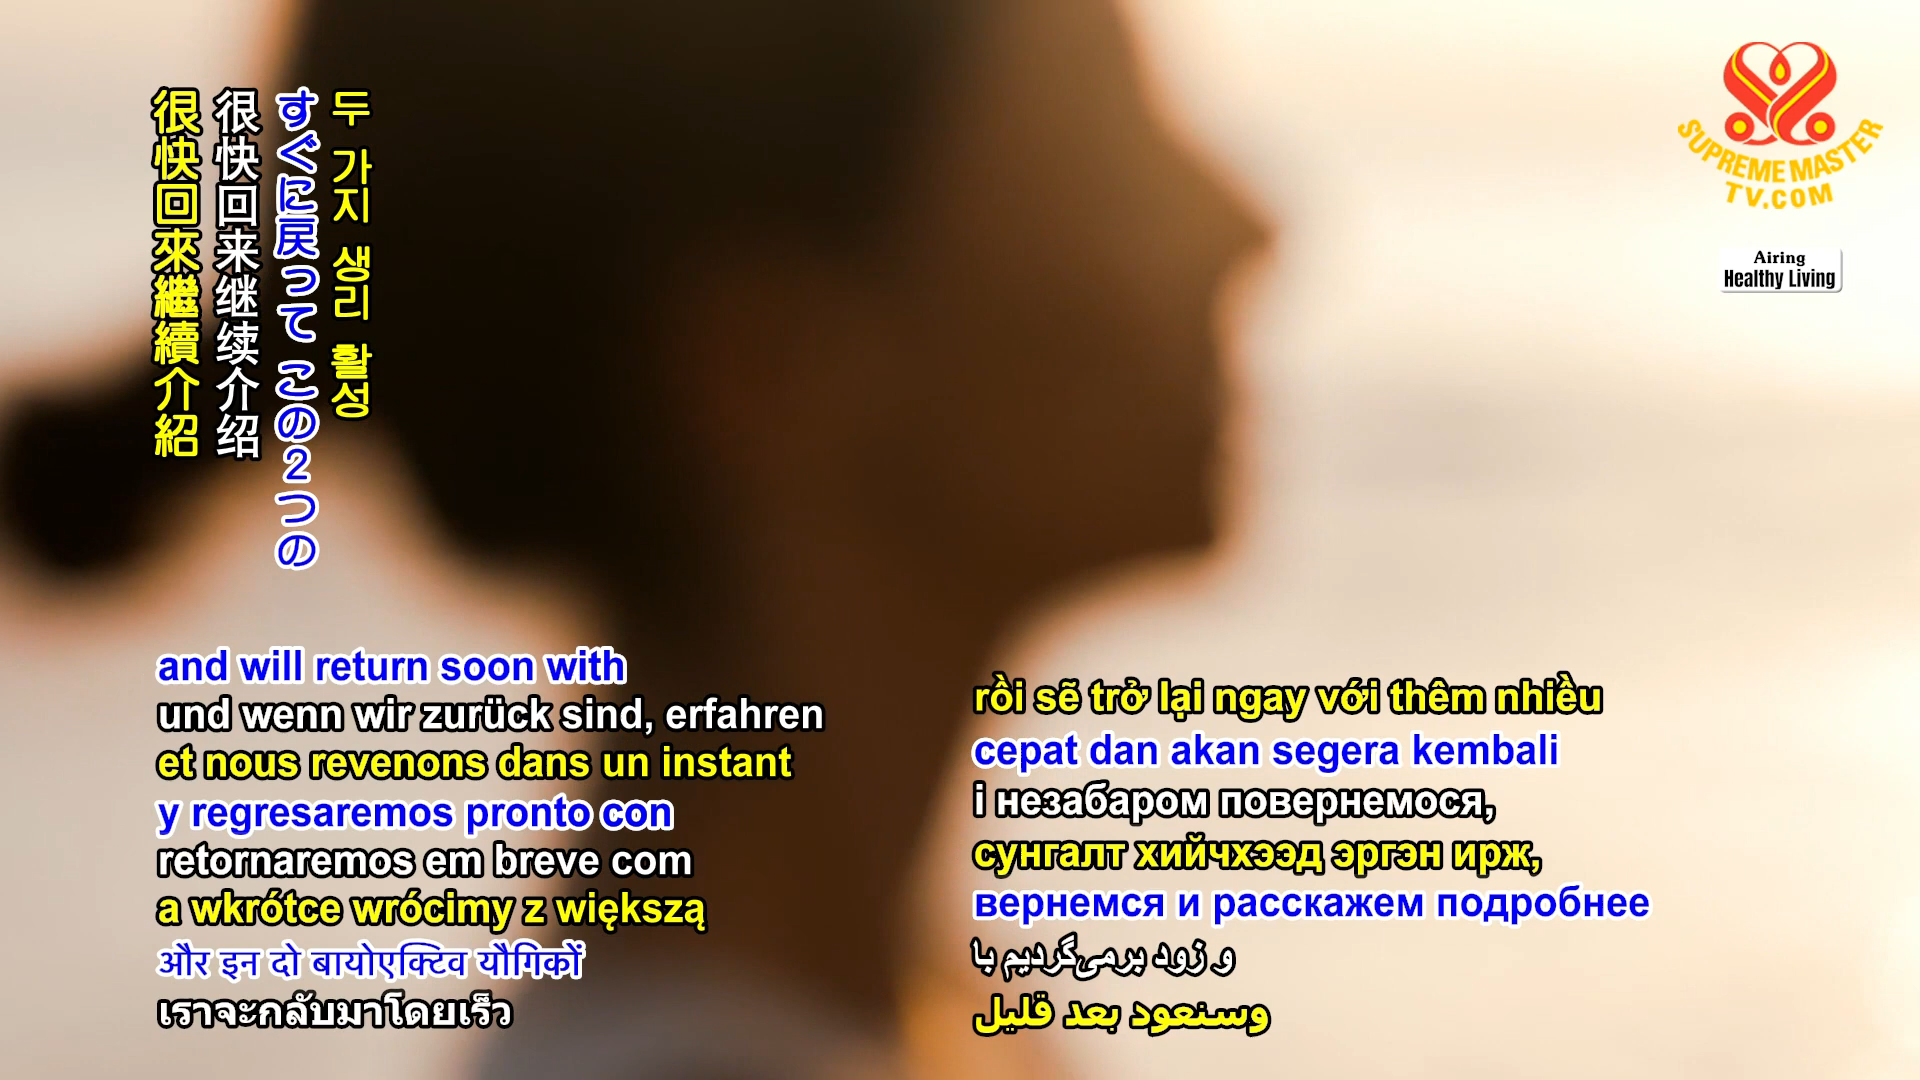 很快回來繼續介紹
很快回来继续介绍
すぐに戻って この2つの
두 가지 생리 활성
SUPREME MASTER
TV.COM
Airing
Healthy Living
and will return soon with
und wenn wir zurück sind, erfahren
et nous revenons dans un instant
y regresaremos pronto con
retornaremos em breve com
a wkrótce wrócimy z większą
और इन दो बायोएक्टिव यौगिकों
เราจะกลับมาโดยเร็ว
rồi sẽ trở lại ngay với thêm nhiều
cepat dan akan segera kembali
і незабаром повернемося,
сунгалт хийчхээд эргэн ирж,
вернемся и расскажем подробнее
و زود برمی‌گردیم با
وسنعود بعد قليل